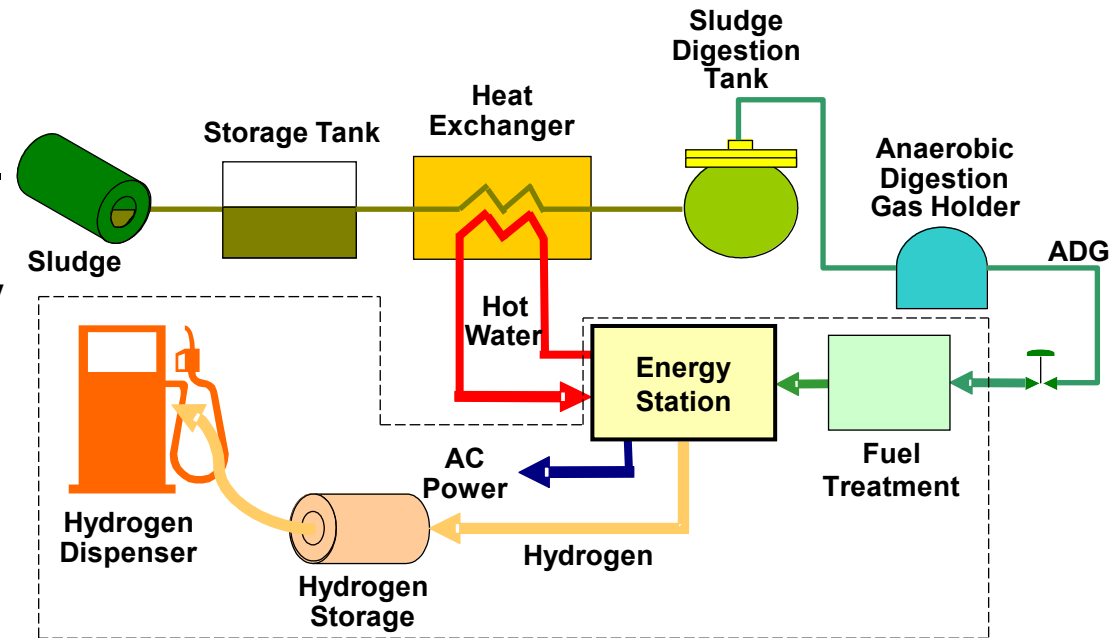 Sludge
Digestion
Tank
Heat
Exchanger
Storage Tank
Anaerobic
Digestion
Gas Holder
ADG
Sludge
Hot
Water
Energy
Station
Fuel
Treatment
AC
Power
Hydrogen
Dispenser
Hydrogen
Hydrogen
Storage